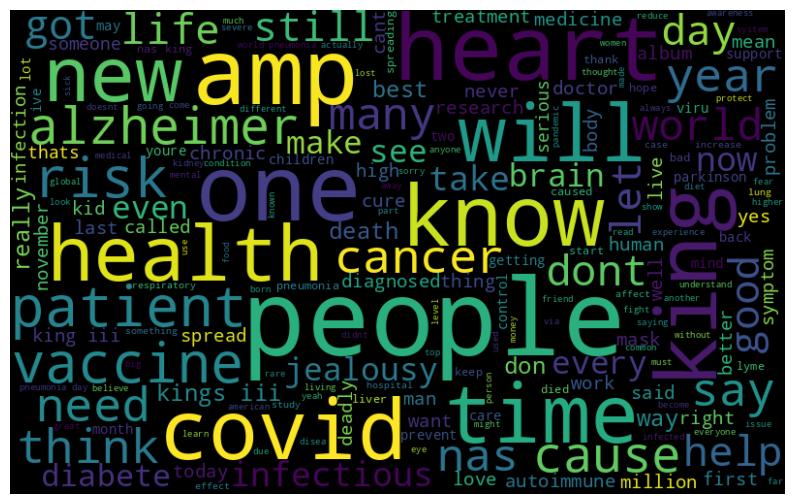 got may life still treatment medicine heart day awareness reduce
someone much severe nas king cant spreading women mean system
new amp world pneumonia actually album thank thought year support
lot ive sick lost best never doctor made hope
alzheimer doesnt going come different many research serious viru body will world always protect problem
infection thats youre chronic children make see two pandemic case increase
really medical kidney condition anyone high take brain let live now bad parkinson
risk global mental sorry away one cure part know human caused diet fear lung higher yes
kid even look known death read show experience back
november last called use cancer start king well mind
health food getting dont good symptom
respiratory diagnosed thing control friend affect another understand
patient born pneumonia people level money via fight saying without
king iii something spread didnt top used common must better lyme
vaccine big jealousy don every mask
pneumonia day believe kings iii rare keep person died work said say
need living yeah hospital time become
great american study liver man care way right issue
think month learn covid deadly want might infected everyone
due disea eye prevent cause nas help
diabete today infectious love autoimmune million first far
effect